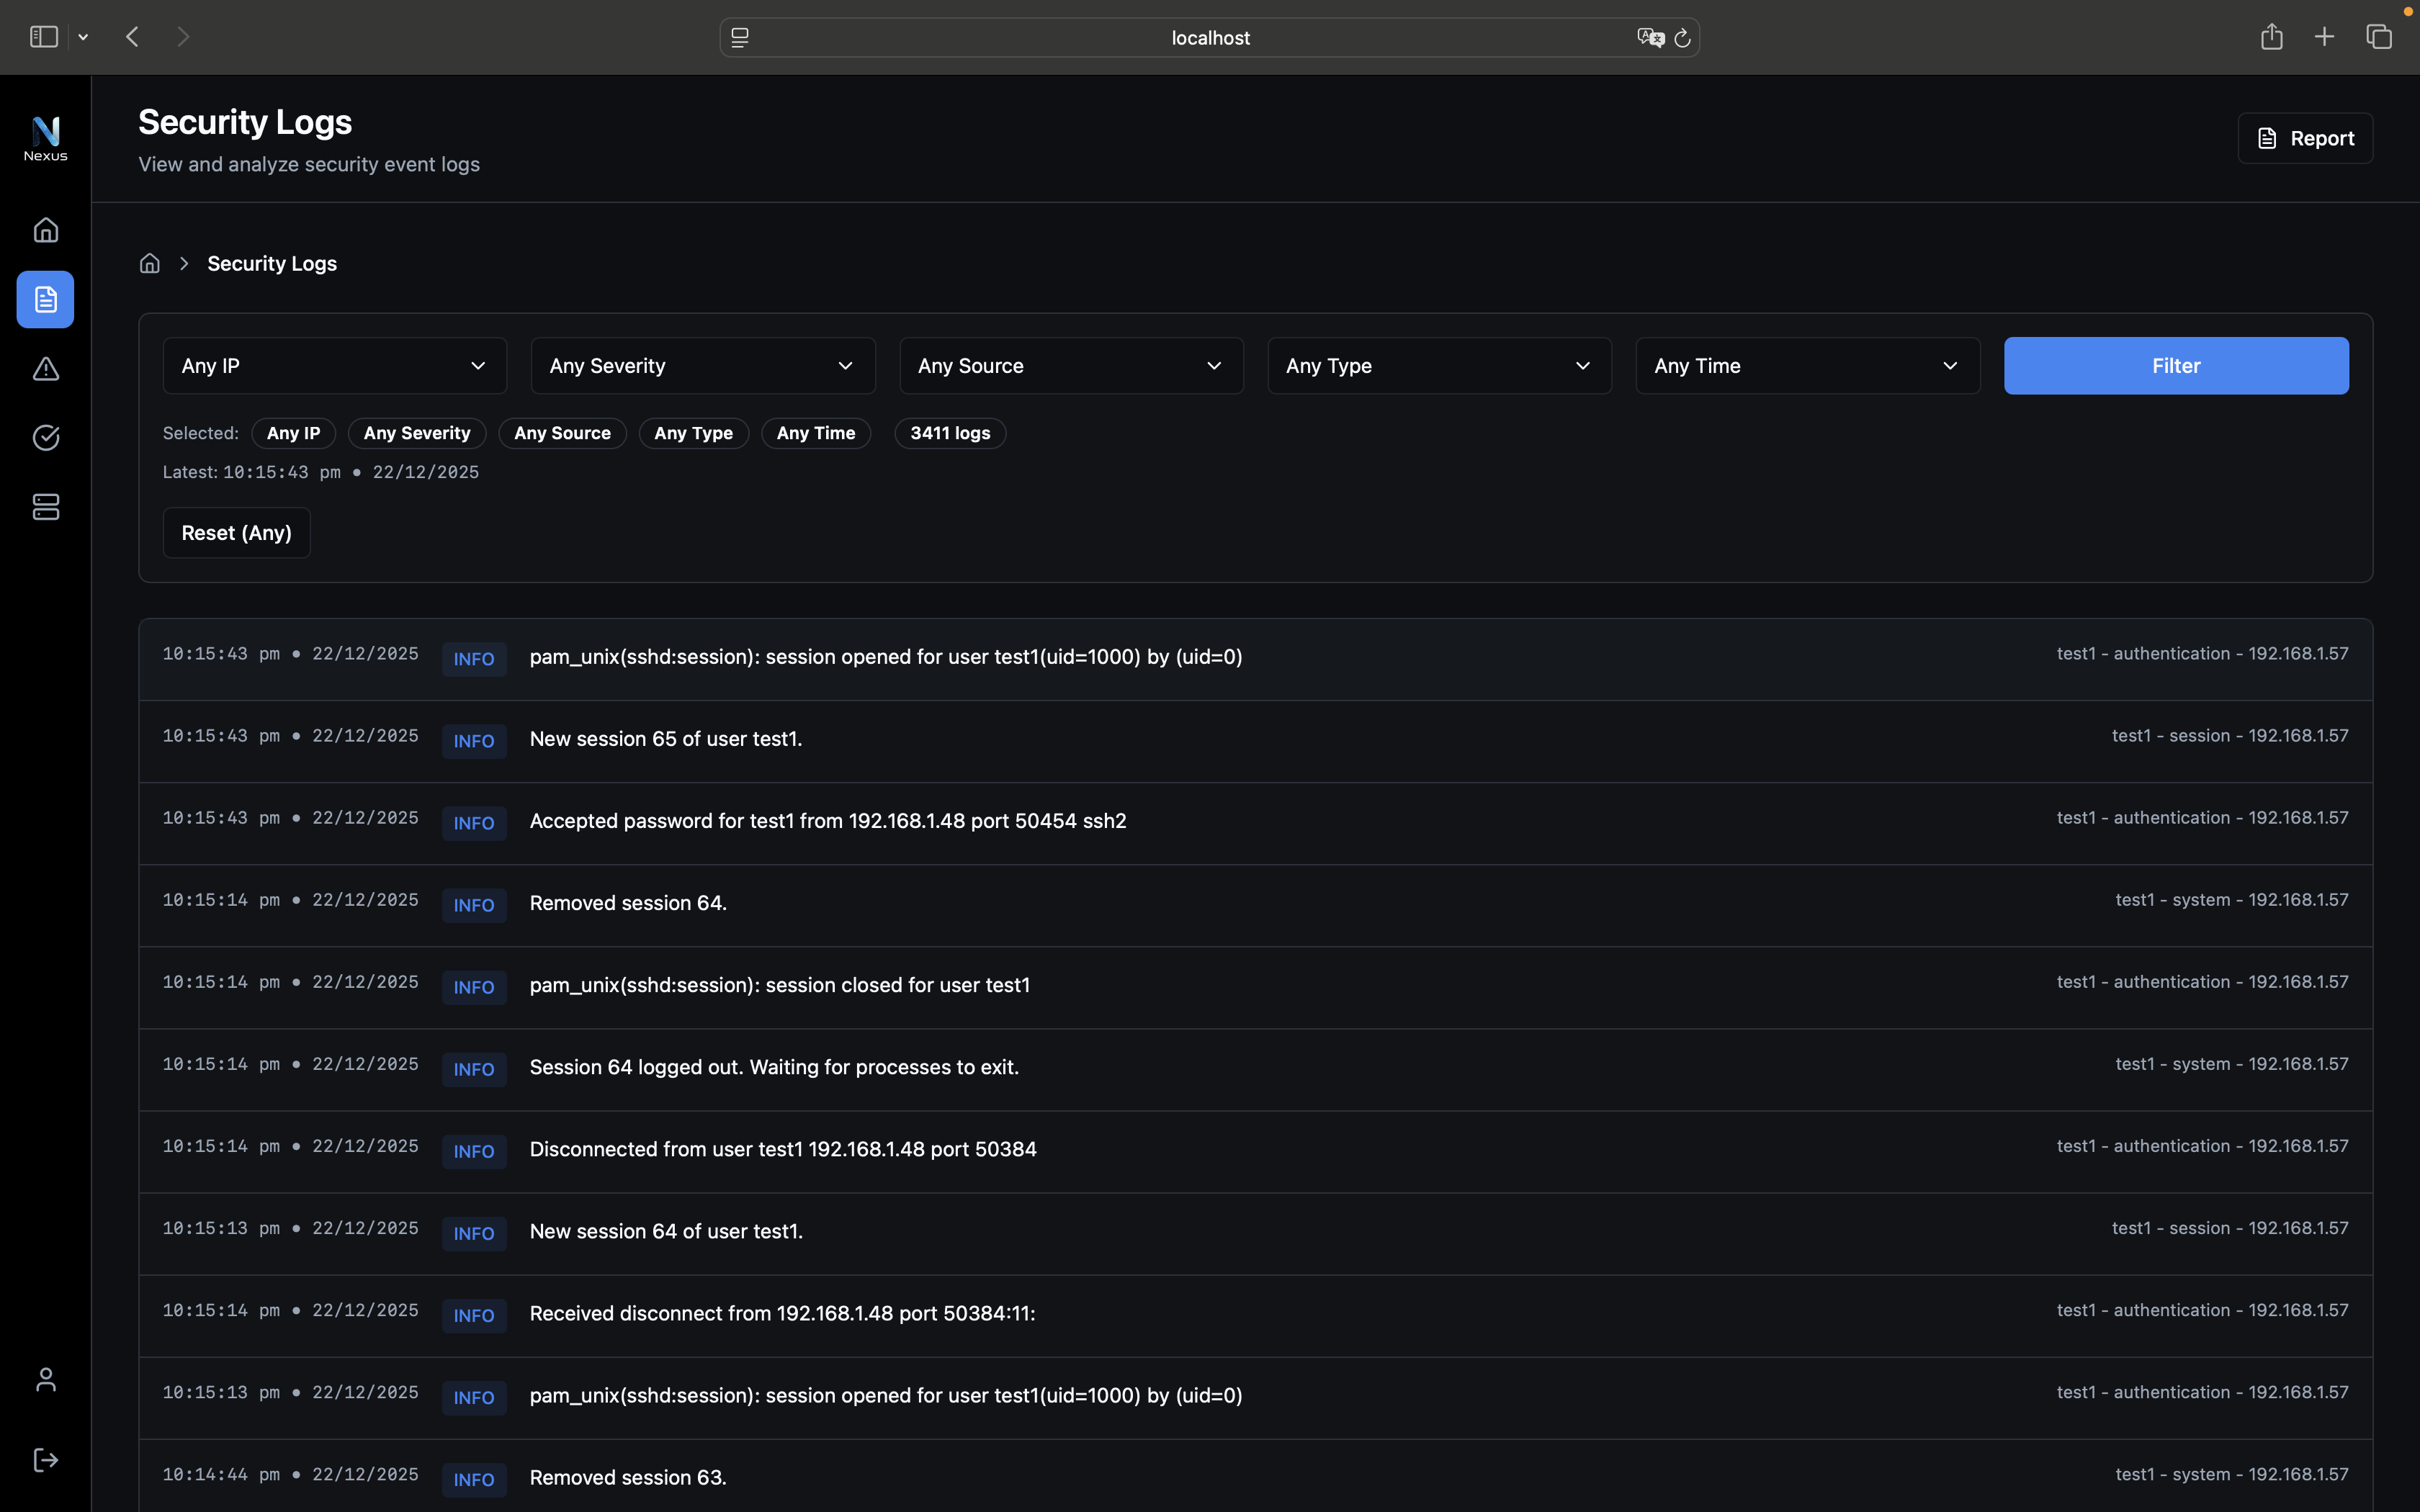 localhost
Nexus
Security Logs
View and analyze security event logs
Report
Security Logs
Any IP Any Severity Any Source Any Type Any Time Filter
Selected: Any IP Any Severity Any Source Any Type Any Time 3411 logs
Latest: 10:15:43 pm • 22/12/2025
Reset (Any)
10:15:43 pm • 22/12/2025 INFO pam_unix(sshd:session): session opened for user test1(uid=1000) by (uid=0) test1 - authentication - 192.168.1.57
10:15:43 pm • 22/12/2025 INFO New session 65 of user test1. test1 - session - 192.168.1.57
10:15:43 pm • 22/12/2025 INFO Accepted password for test1 from 192.168.1.48 port 50454 ssh2 test1 - authentication - 192.168.1.57
10:15:14 pm • 22/12/2025 INFO Removed session 64. test1 - system - 192.168.1.57
10:15:14 pm • 22/12/2025 INFO pam_unix(sshd:session): session closed for user test1 test1 - authentication - 192.168.1.57
10:15:14 pm • 22/12/2025 INFO Session 64 logged out. Waiting for processes to exit. test1 - system - 192.168.1.57
10:15:14 pm • 22/12/2025 INFO Disconnected from user test1 192.168.1.48 port 50384 test1 - authentication - 192.168.1.57
10:15:13 pm • 22/12/2025 INFO New session 64 of user test1. test1 - session - 192.168.1.57
10:15:14 pm • 22/12/2025 INFO Received disconnect from 192.168.1.48 port 50384:11: test1 - authentication - 192.168.1.57
10:15:13 pm • 22/12/2025 INFO pam_unix(sshd:session): session opened for user test1(uid=1000) by (uid=0) test1 - authentication - 192.168.1.57
10:14:44 pm • 22/12/2025 INFO Removed session 63. test1 - system - 192.168.1.57